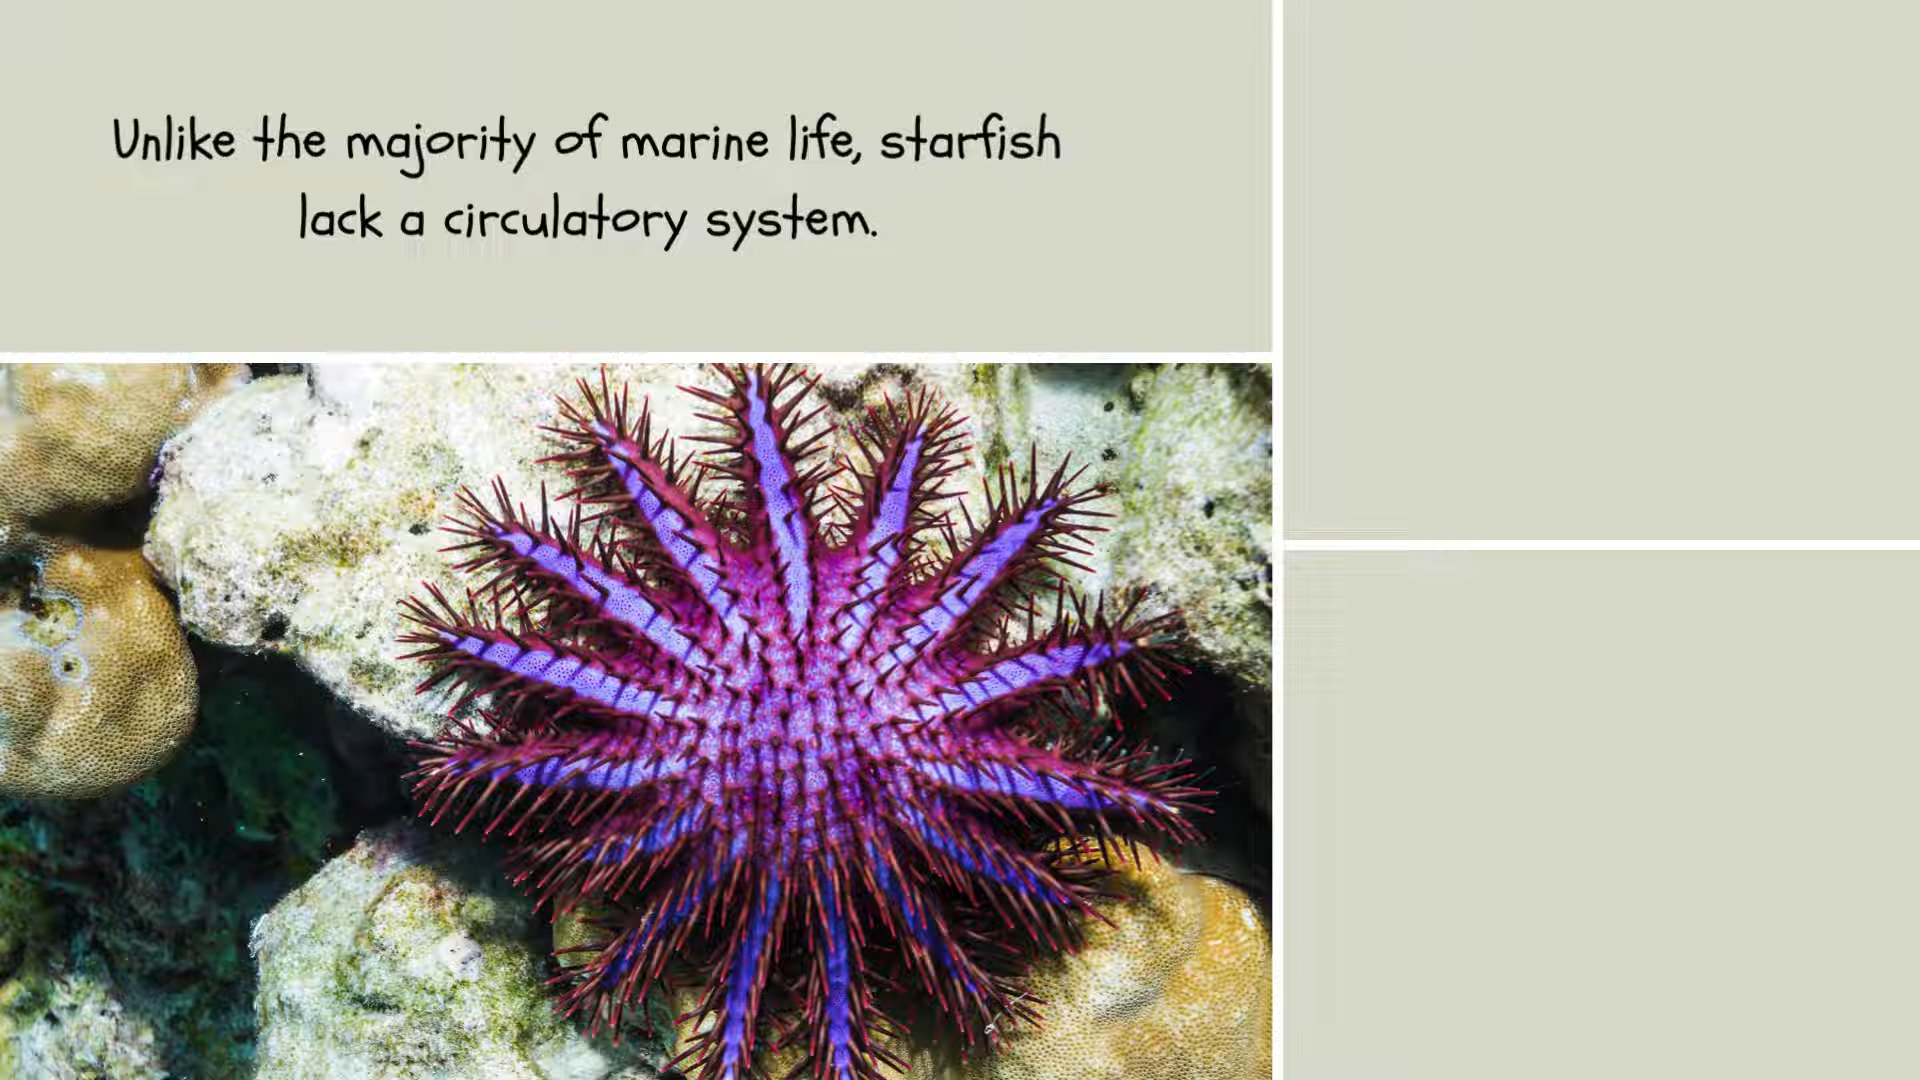 Unlike the majority of marine life, starfish
lack a circulatory system.